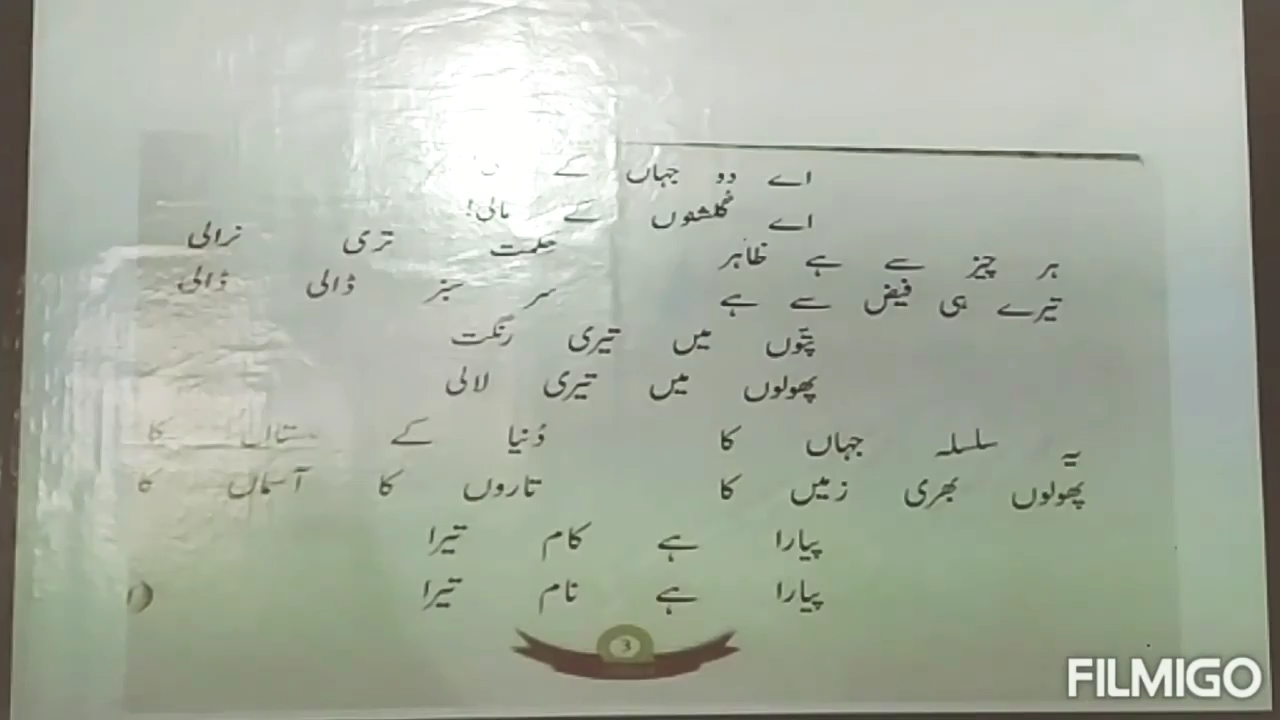 اے دو جہاں کے
اے گلشنوں کے مالی!
ہر چیز سے ہے ظاہر حکمت تری نرالی
تیرے ہی فیض سے ہے سر سبز ڈالی ڈالی
پتّوں میں تیری رنگت
پھولوں میں تیری لالی
یہ سلسلہ جہاں کا دُنیا کے کا
پھولوں بھری زمیں کا تاروں کا آسماں کا
پیارا ہے کام تیرا
پیارا ہے نام تیرا
3
FILMIGO